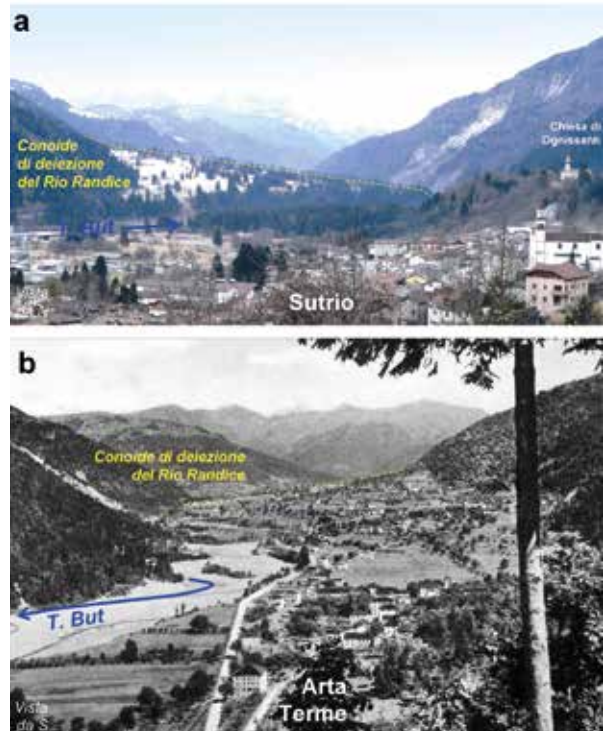 a
Chiesa di
Ognissanti
Conoide
di deiezione
del Rio Randice
T. But
Sutrio
b
Conoide di deiezione
del Rio Randice
T. But
Arta
Terme
Vista
da S.